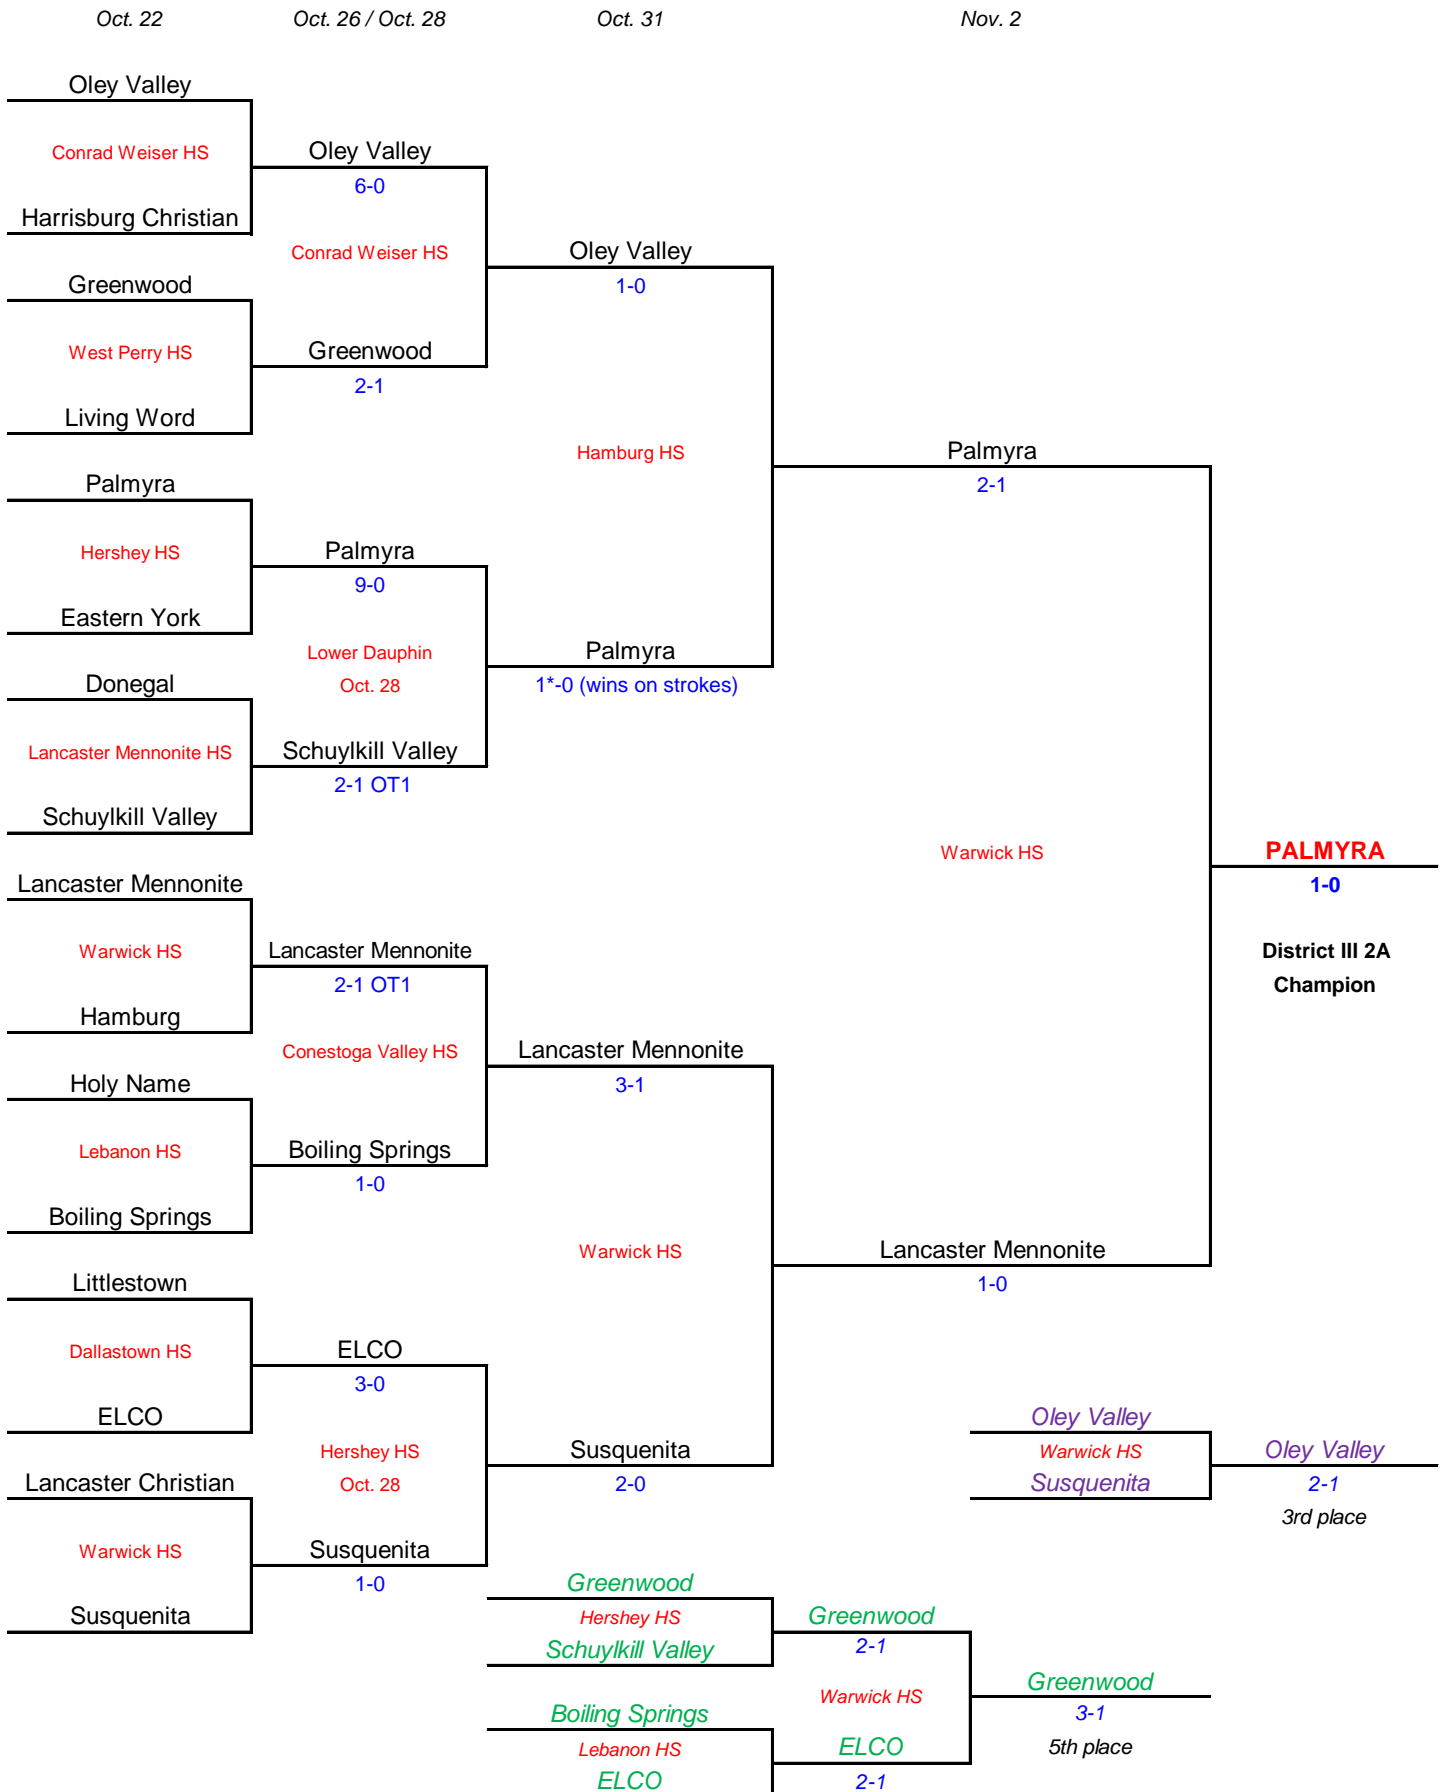 Oct. 22 Oct. 26 / Oct. 28 Oct. 31 Nov. 2
Oley Valley
Conrad Weiser HS
Oley Valley
6-0
Harrisburg Christian
Conrad Weiser HS
Oley Valley
1-0
Greenwood
West Perry HS
Greenwood
2-1
Living Word
Hamburg HS
Palmyra
2-1
Palmyra
Hershey HS
Palmyra
9-0
Eastern York
Lower Dauphin
Oct. 28
Palmyra
1*-0 (wins on strokes)
Donegal
Lancaster Mennonite HS
Schuylkill Valley
2-1 OT1
Schuylkill Valley
Warwick HS
PALMYRA
1-0
District III 2A
Champion
Lancaster Mennonite
Warwick HS
Lancaster Mennonite
2-1 OT1
Hamburg
Conestoga Valley HS
Lancaster Mennonite
3-1
Holy Name
Lebanon HS
Boiling Springs
1-0
Boiling Springs
Warwick HS
Lancaster Mennonite
1-0
Littlestown
Dallastown HS
ELCO
3-0
ELCO
Hershey HS
Oct. 28
Susquenita
2-0
Oley Valley
Warwick HS
Susquenita
Oley Valley
2-1
3rd place
Lancaster Christian
Warwick HS
Susquenita
1-0
Susquenita
Greenwood
Hershey HS
Schuylkill Valley
Greenwood
2-1
Warwick HS
Greenwood
3-1
5th place
Boiling Springs
Lebanon HS
ELCO
ELCO
2-1